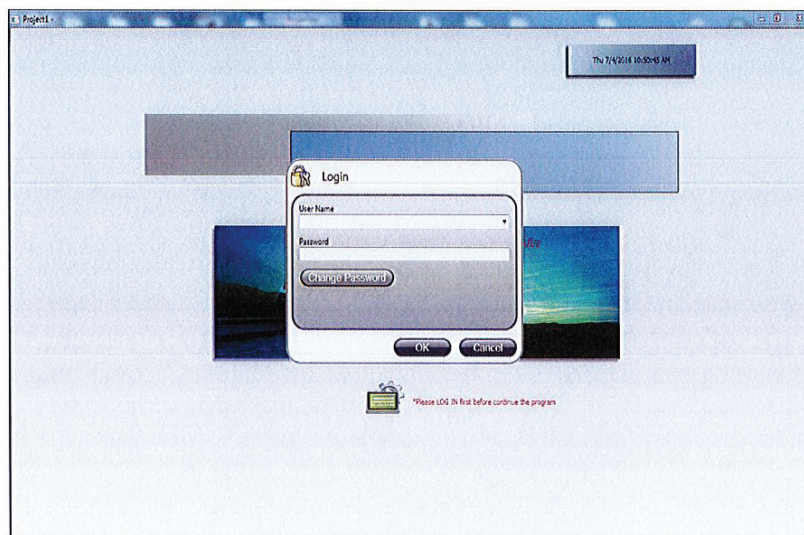 Project1 -
Thu 7/4/2016 10:50:45 AM
Login
User Name
Password
Change Password
OK
Cancel
*Please LOG IN first before continue the program